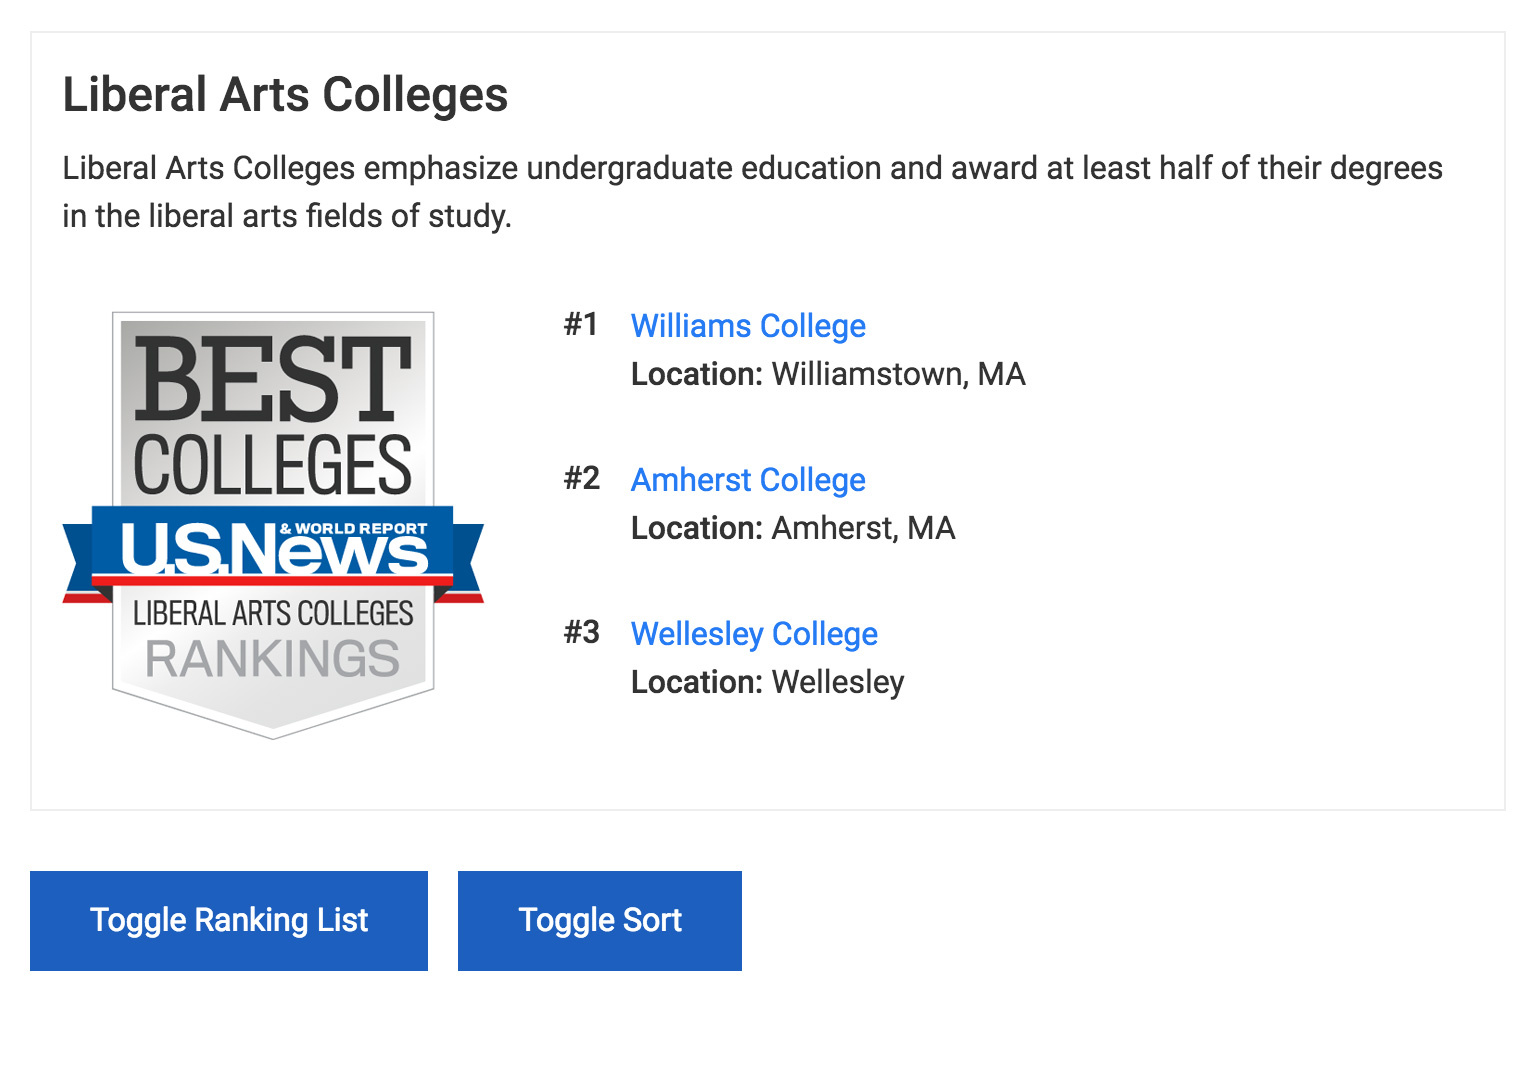 Liberal Arts Colleges
Liberal Arts Colleges emphasize undergraduate education and award at least half of their degrees
in the liberal arts fields of study.
BEST
COLLEGES
U.S.News & WORLD REPORT
LIBERAL ARTS COLLEGES
RANKINGS
#1 Williams College
Location: Williamstown, MA
#2 Amherst College
Location: Amherst, MA
#3 Wellesley College
Location: Wellesley
Toggle Ranking List
Toggle Sort